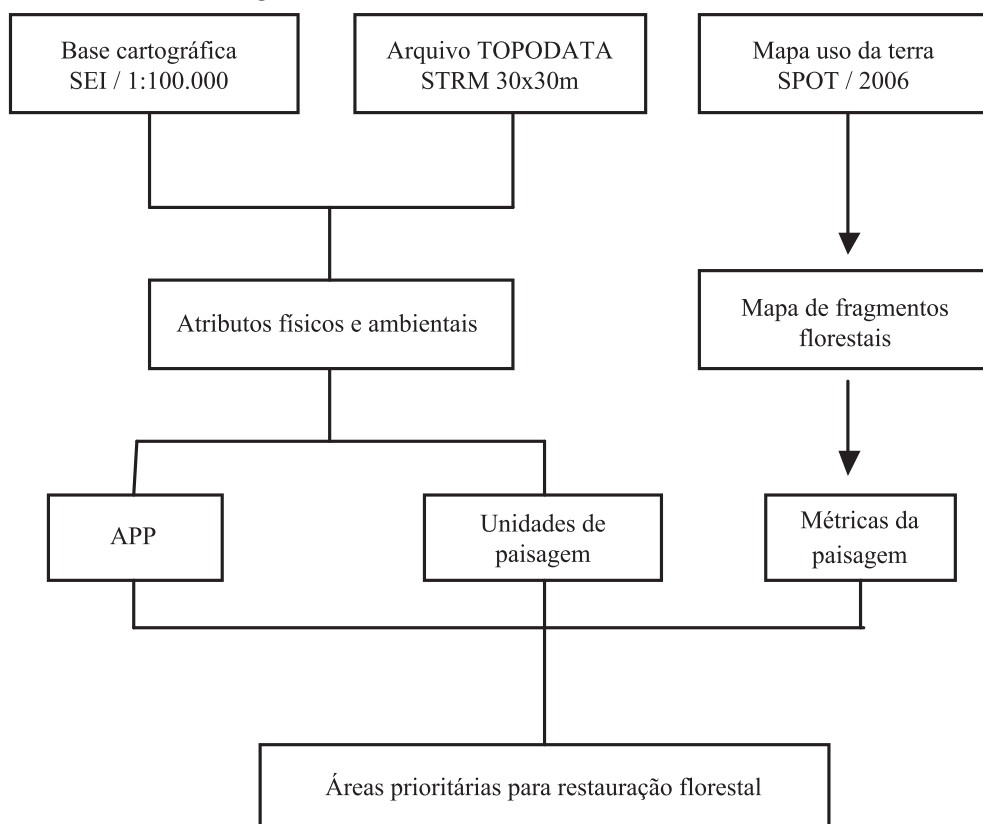 Base cartográfica
SEI / 1:100.000
Arquivo TOPODATA
STRM 30x30m
Mapa uso da terra
SPOT / 2006
Atributos físicos e ambientais
Mapa de fragmentos
florestais
APP
Unidades de
paisagem
Métricas da
paisagem
Áreas prioritárias para restauração florestal